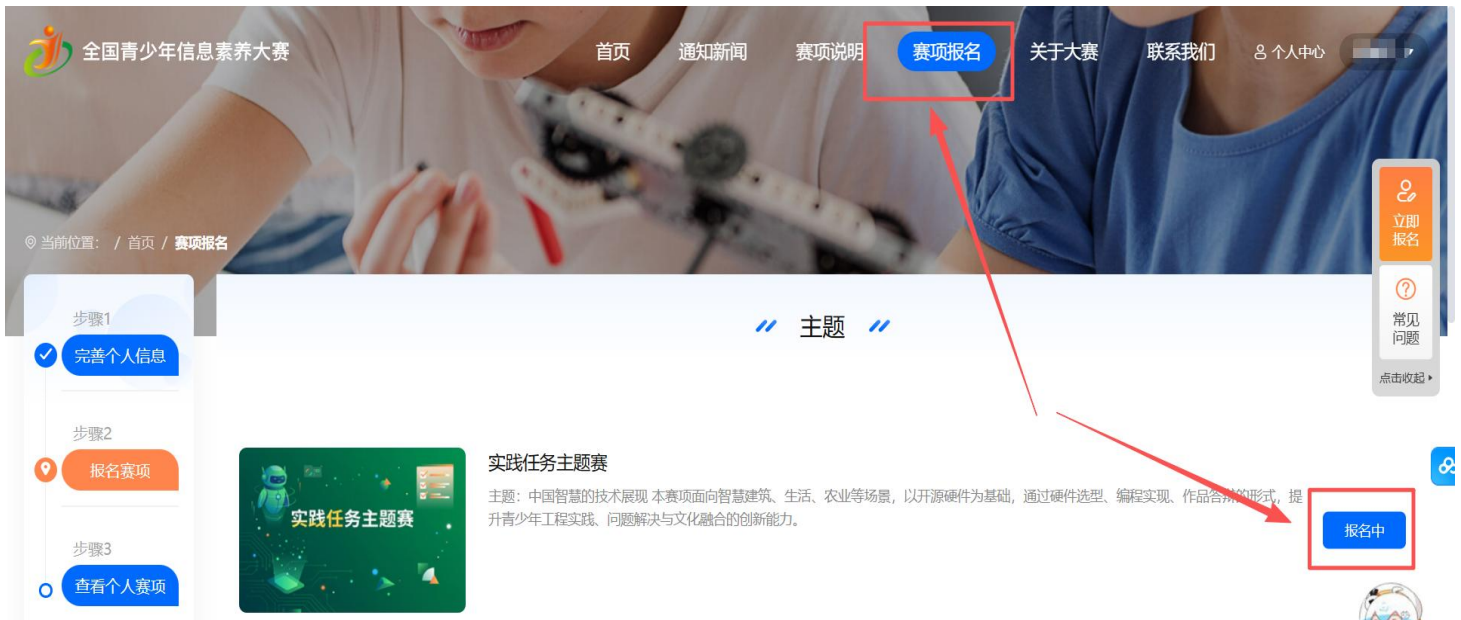 全国青少年信息素养大赛
首页 通知新闻 赛项说明 赛项报名 关于大赛 联系我们 个人中心
立即
报名
当前位置： / 首页 / 赛项报名
常见
问题
点击收起
步骤1
完善个人信息
主题
步骤2
报名赛项
实践任务主题赛
实践任务主题赛
主题：中国智慧的技术展现 本赛项面向智慧建筑、生活、农业等场景，以开源硬件为基础，通过硬件选型、编程实现、作品答辩的形式，提
升青少年工程实践、问题解决与文化融合的创新能力。
报名中
步骤3
查看个人赛项